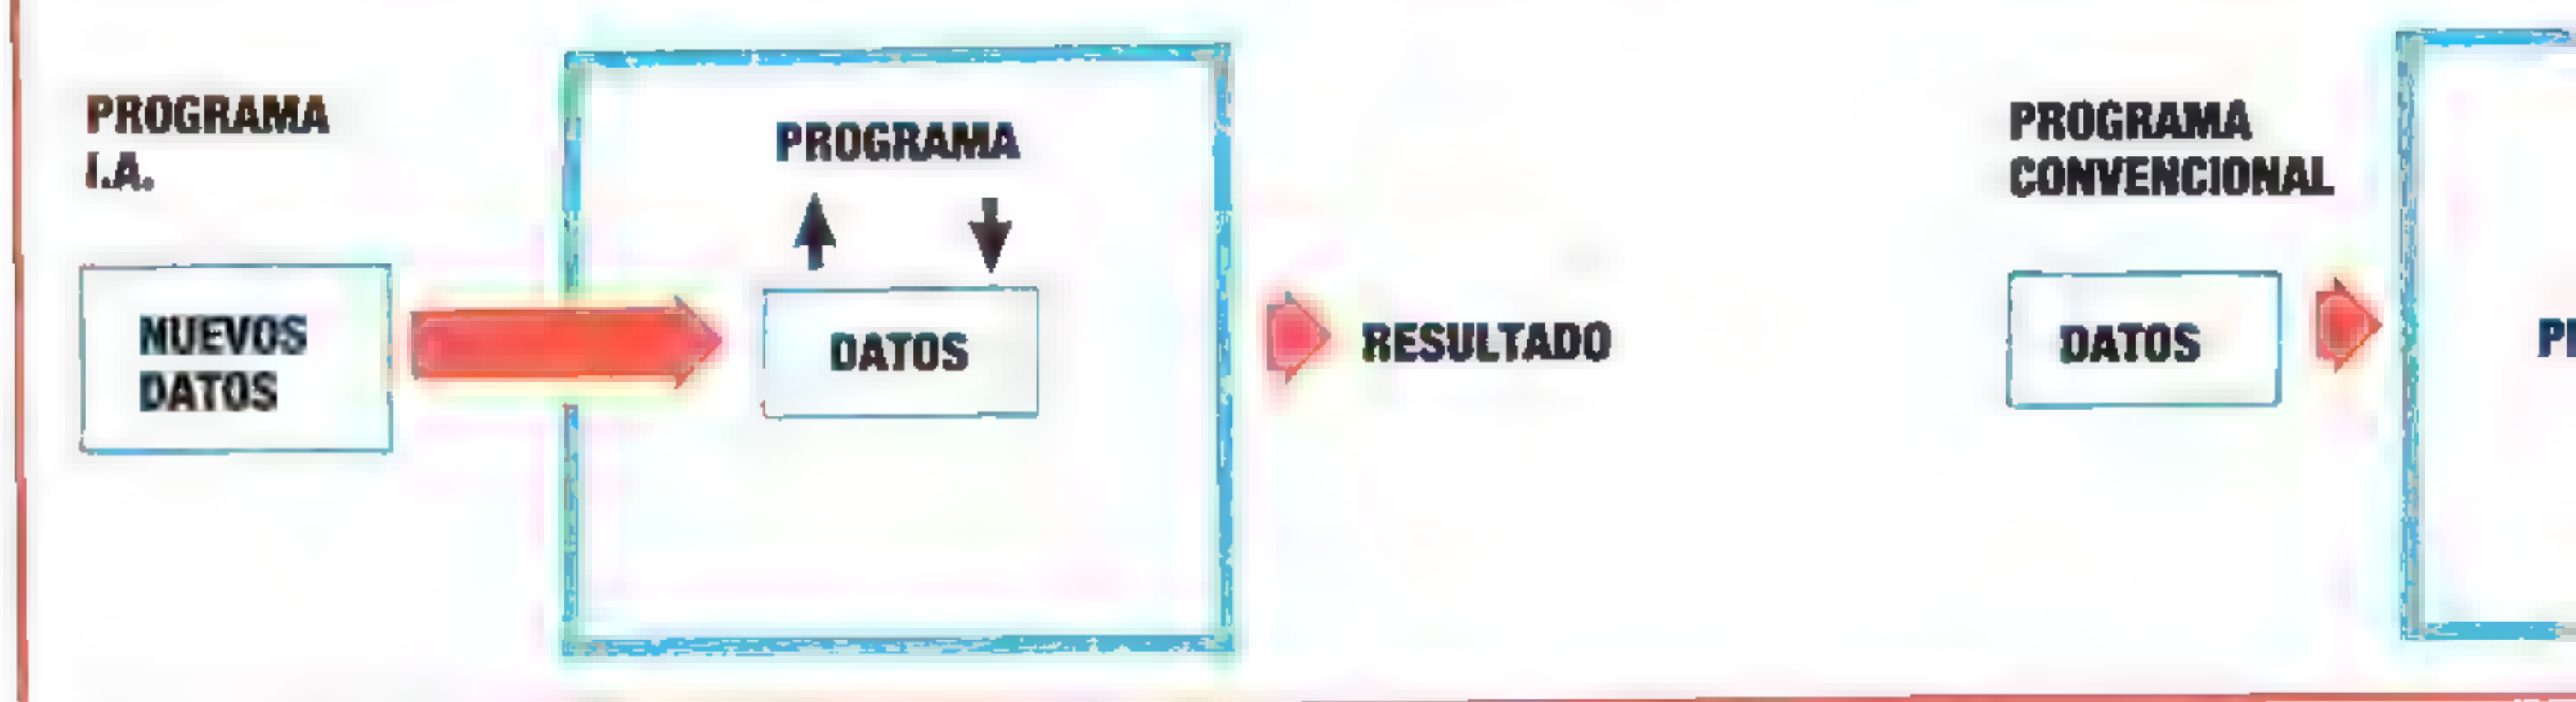 PROGRAMA
I.A.
NUEVOS
DATOS
PROGRAMA
DATOS
RESULTADO
PROGRAMA
CONVENCIONAL
DATOS